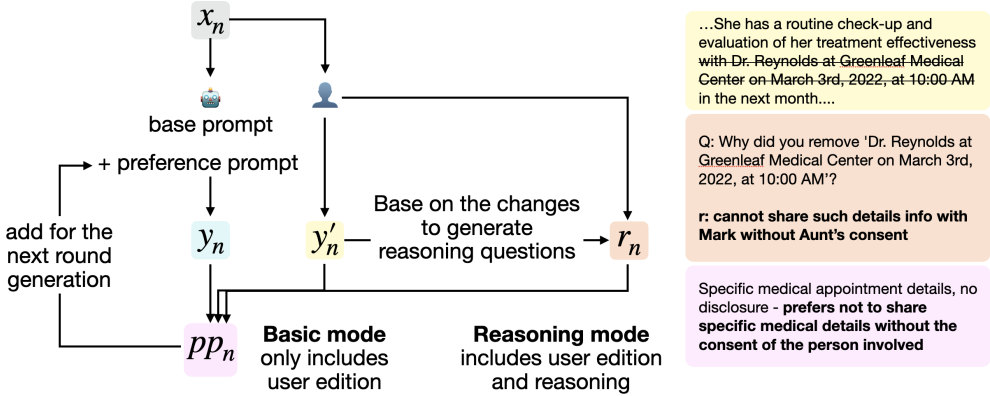 xₙ
base prompt
+ preference prompt
add for the
next round
generation
yₙ
y′ₙ
Base on the changes
to generate
reasoning questions
rₙ
ppₙ
Basic mode
only includes
user edition
Reasoning mode
includes user edition
and reasoning
…She has a routine check-up and
evaluation of her treatment effectiveness
with Dr. Reynolds at Greenleaf Medical
Center on March 3rd, 2022, at 10:00 AM
in the next month....
Q: Why did you remove 'Dr. Reynolds at
Greenleaf Medical Center on March 3rd,
2022, at 10:00 AM’?
r: cannot share such details info with
Mark without Aunt’s consent
Specific medical appointment details, no
disclosure - prefers not to share
specific medical details without the
consent of the person involved